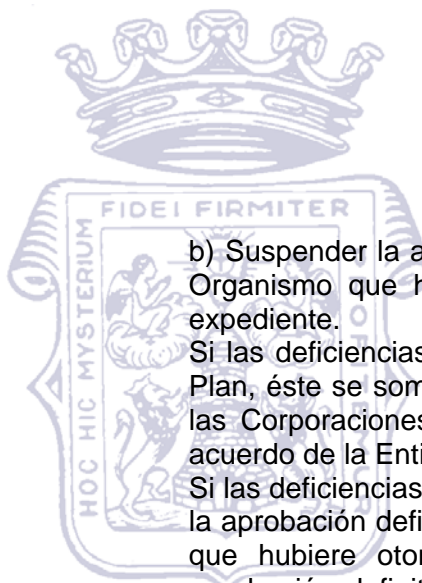 FIDEI FIRMITER
HOC HIC MYSTERIUM
b) Suspender la a
Organismo que h
expediente.
Si las deficiencias
Plan, éste se som
las Corporaciones
acuerdo de la Enti
Si las deficiencias
la aprobación defi
que hubiere otor